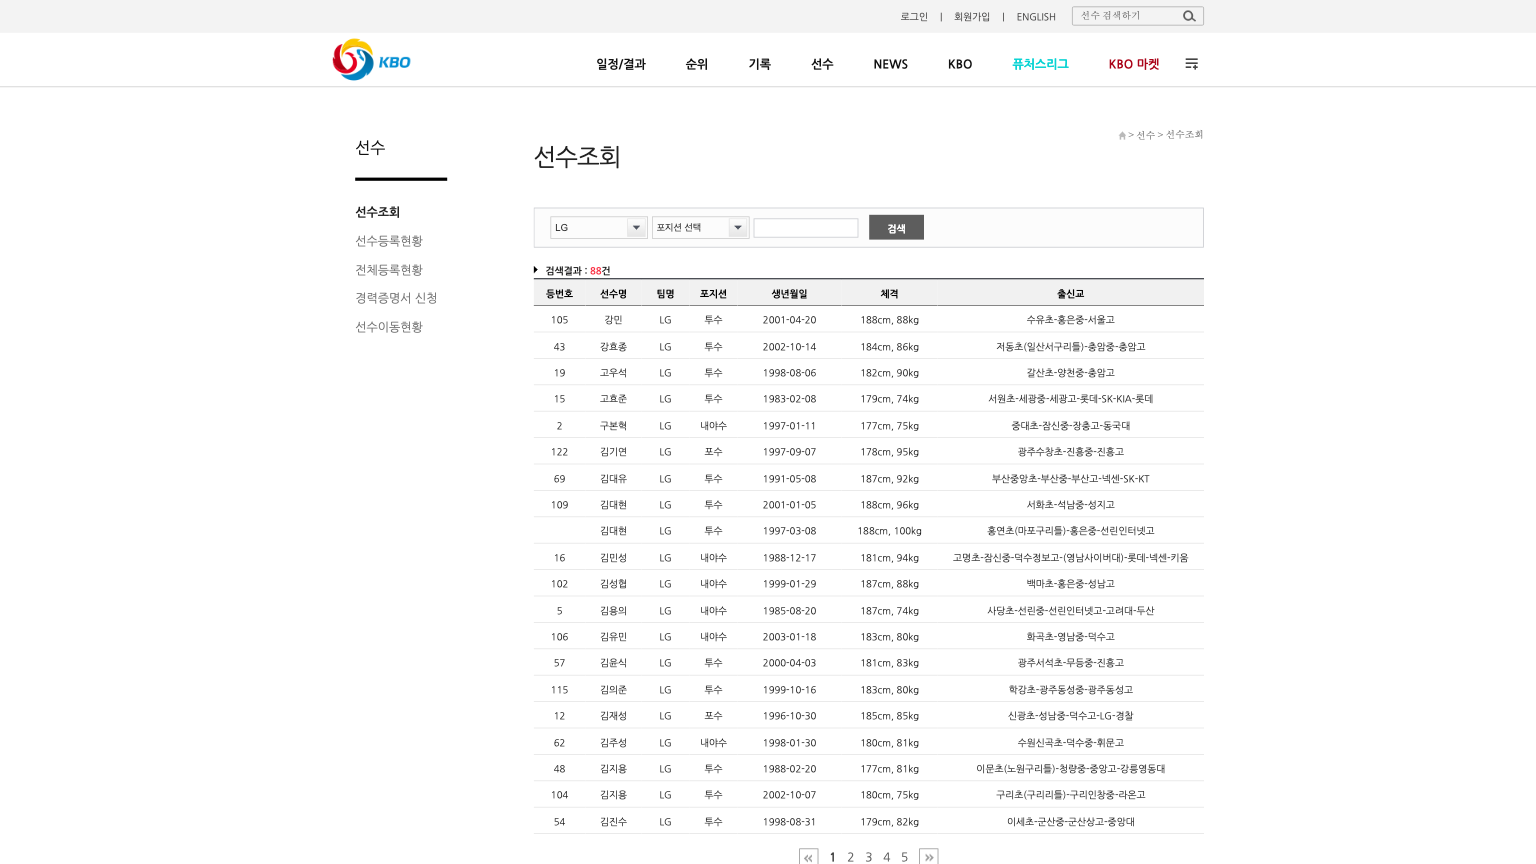 로그인 | 회원가입 | ENGLISH 선수 검색하기
KBO 일정/결과 순위 기록 선수 NEWS KBO 퓨처스리그 KBO 마켓
> 선수 > 선수조회
선수
선수조회
선수등록현황
전체등록현황
경력증명서 신청
선수이동현황
선수조회
LG 포지션 선택 검색
검색결과 : 88건
등번호 선수명 팀명 포지션 생년월일 체격 출신교
105 강민 LG 투수 2001-04-20 188cm, 88kg 수유초-홍은중-서울고
43 강효종 LG 투수 2002-10-14 184cm, 86kg 저동초(일산서구리틀)-충암중-충암고
19 고우석 LG 투수 1998-08-06 182cm, 90kg 갈산초-양천중-충암고
15 고효준 LG 투수 1983-02-08 179cm, 74kg 서원초-세광중-세광고-롯데-SK-KIA-롯데
2 구본혁 LG 내야수 1997-01-11 177cm, 75kg 중대초-잠신중-장충고-동국대
122 김기연 LG 포수 1997-09-07 178cm, 95kg 광주수창초-진흥중-진흥고
69 김대유 LG 투수 1991-05-08 187cm, 92kg 부산중앙초-부산중-부산고-넥센-SK-KT
109 김대현 LG 투수 2001-01-05 188cm, 96kg 서화초-석남중-성지고
김대현 LG 투수 1997-03-08 188cm, 100kg 홍연초(마포구리틀)-홍은중-선린인터넷고
16 김민성 LG 내야수 1988-12-17 181cm, 94kg 고명초-잠신중-덕수정보고-(영남사이버대)-롯데-넥센-키움
102 김성협 LG 내야수 1999-01-29 187cm, 88kg 백마초-홍은중-성남고
5 김용의 LG 내야수 1985-08-20 187cm, 74kg 사당초-선린중-선린인터넷고-고려대-두산
106 김유민 LG 내야수 2003-01-18 183cm, 80kg 화곡초-영남중-덕수고
57 김윤식 LG 투수 2000-04-03 181cm, 83kg 광주서석초-무등중-진흥고
115 김의준 LG 투수 1999-10-16 183cm, 80kg 학강초-광주동성중-광주동성고
12 김재성 LG 포수 1996-10-30 185cm, 85kg 신광초-성남중-덕수고-LG-경찰
62 김주성 LG 내야수 1998-01-30 180cm, 81kg 수원신곡초-덕수중-휘문고
48 김지용 LG 투수 1988-02-20 177cm, 81kg 이문초(노원구리틀)-청량중-중앙고-강릉영동대
104 김지용 LG 투수 2002-10-07 180cm, 75kg 구리초(구리리틀)-구리인창중-라온고
54 김진수 LG 투수 1998-08-31 179cm, 82kg 이세초-군산중-군산상고-중앙대
1 2 3 4 5